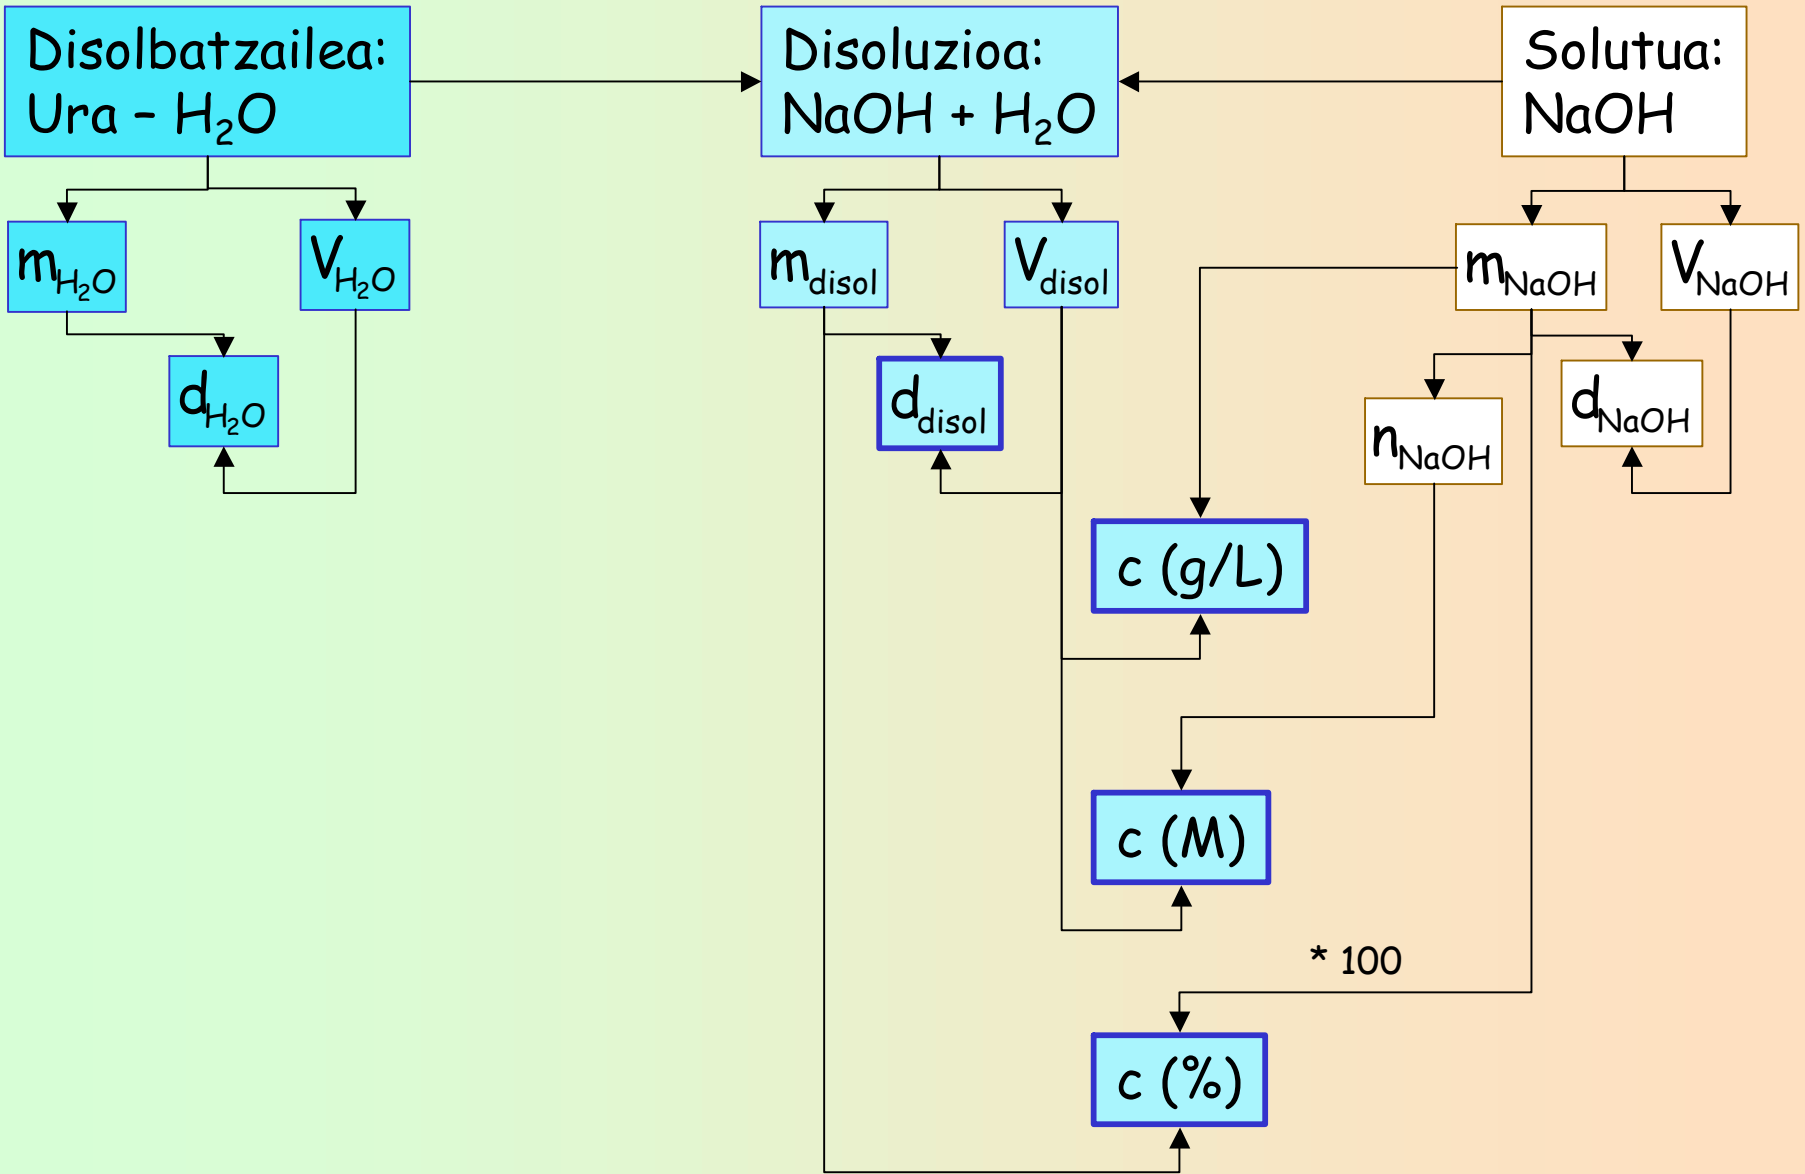 Disolbatzailea:
Ura – H₂O
Disoluzioa:
NaOH + H₂O
Solutua:
NaOH
m_H₂O
V_H₂O
d_H₂O
m_disol
V_disol
d_disol
m_NaOH
V_NaOH
n_NaOH
d_NaOH
c (g/L)
c (M)
* 100
c (%)